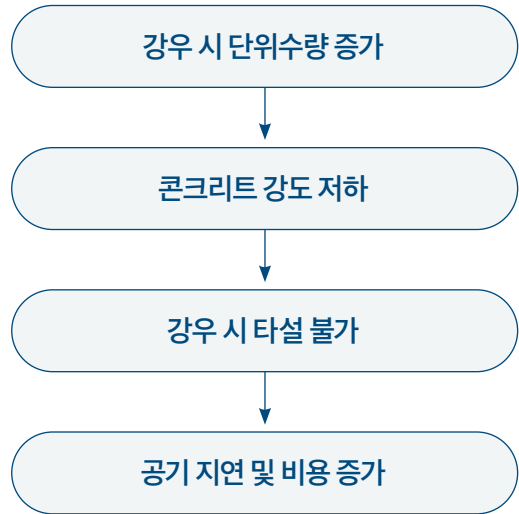 강우 시 단위수량 증가
콘크리트 강도 저하
강우 시 타설 불가
공기 지연 및 비용 증가